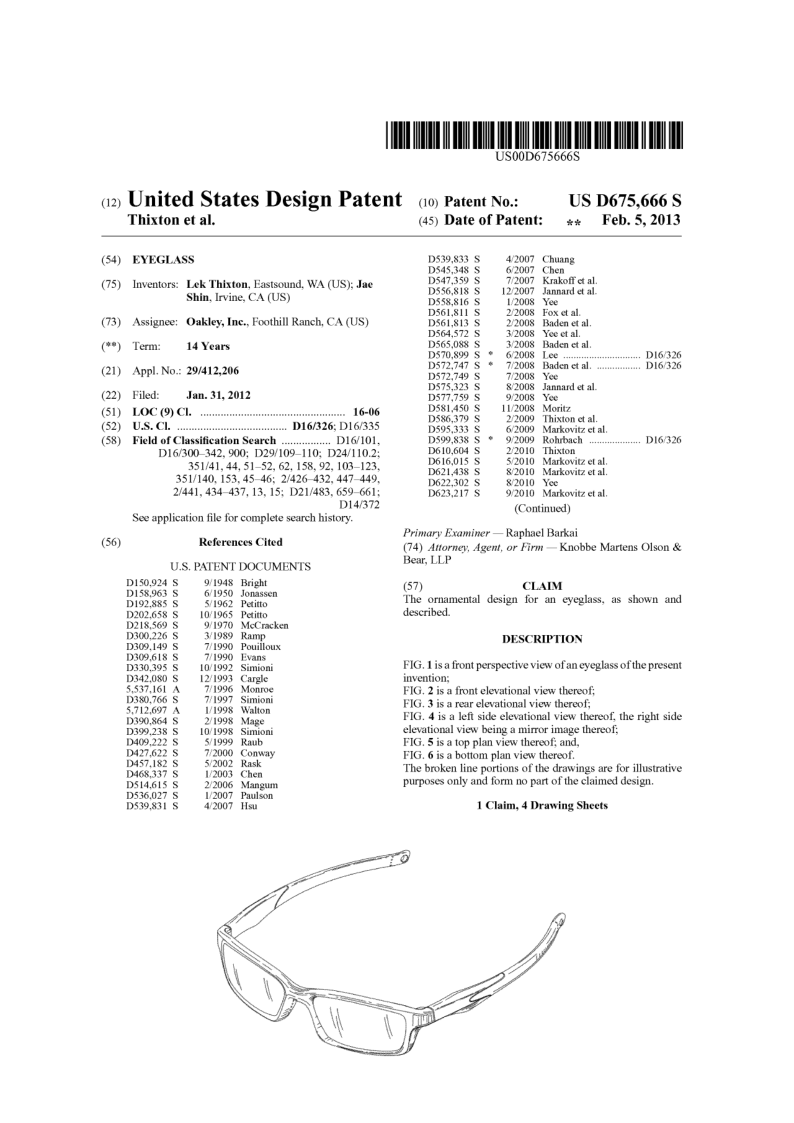 US00D675666S
(12) United States Design Patent
Thixton et al.
(10) Patent No.: US D675,666 S
(45) Date of Patent: ** Feb. 5, 2013
(54) EYEGLASS
(75) Inventors: Lek Thixton, Eastsound, WA (US); Jae
Shin, Irvine, CA (US)
(73) Assignee: Oakley, Inc., Foothill Ranch, CA (US)
(**) Term: 14 Years
(21) Appl. No.: 29/412,206
(22) Filed: Jan. 31, 2012
(51) LOC (9) Cl. .................................................. 16-06
(52) U.S. Cl. ...................................... D16/326; D16/335
(58) Field of Classification Search ................. D16/101,
D16/300–342, 900; D29/109–110; D24/110.2;
351/41, 44, 51–52, 62, 158, 92, 103–123,
351/140, 153, 45–46; 2/426–432, 447–449,
2/441, 434–437, 13, 15; D21/483, 659–661;
D14/372
See application file for complete search history.
(56) References Cited
U.S. PATENT DOCUMENTS
D150,924 S 9/1948 Bright
D158,963 S 6/1950 Jonassen
D192,885 S 5/1962 Petitto
D202,658 S 10/1965 Petitto
D218,569 S 9/1970 McCracken
D300,226 S 3/1989 Ramp
D309,149 S 7/1990 Pouilloux
D309,618 S 7/1990 Evans
D330,395 S 10/1992 Simioni
D342,080 S 12/1993 Cargle
5,537,161 A 7/1996 Monroe
D380,766 S 7/1997 Simioni
5,712,697 A 1/1998 Walton
D390,864 S 2/1998 Mage
D399,238 S 10/1998 Simioni
D409,222 S 5/1999 Raub
D427,622 S 7/2000 Conway
D457,182 S 5/2002 Rask
D468,337 S 1/2003 Chen
D514,615 S 2/2006 Mangum
D536,027 S 1/2007 Paulson
D539,831 S 4/2007 Hsu
D539,833 S 4/2007 Chuang
D545,348 S 6/2007 Chen
D547,359 S 7/2007 Krakoff et al.
D556,818 S 12/2007 Jannard et al.
D558,816 S 1/2008 Yee
D561,811 S 2/2008 Fox et al.
D561,813 S 2/2008 Baden et al.
D564,572 S 3/2008 Yee et al.
D565,088 S 3/2008 Baden et al.
D570,899 S * 6/2008 Lee ............................ D16/326
D572,747 S * 7/2008 Baden et al. ................ D16/326
D572,749 S 7/2008 Yee
D575,323 S 8/2008 Jannard et al.
D577,759 S 9/2008 Yee
D581,450 S 11/2008 Moritz
D586,379 S 2/2009 Thixton et al.
D595,333 S 6/2009 Markovitz et al.
D599,838 S * 9/2009 Rohrbach ................... D16/326
D610,604 S 2/2010 Thixton
D616,015 S 5/2010 Markovitz et al.
D621,438 S 8/2010 Markovitz et al.
D622,302 S 8/2010 Yee
D623,217 S 9/2010 Markovitz et al.
(Continued)
Primary Examiner — Raphael Barkai
(74) Attorney, Agent, or Firm — Knobbe Martens Olson &
Bear, LLP
(57) CLAIM
The ornamental design for an eyeglass, as shown and
described.
DESCRIPTION
FIG. 1 is a front perspective view of an eyeglass of the present
invention;
FIG. 2 is a front elevational view thereof;
FIG. 3 is a rear elevational view thereof;
FIG. 4 is a left side elevational view thereof, the right side
elevational view being a mirror image thereof;
FIG. 5 is a top plan view thereof; and,
FIG. 6 is a bottom plan view thereof.
The broken line portions of the drawings are for illustrative
purposes only and form no part of the claimed design.
1 Claim, 4 Drawing Sheets